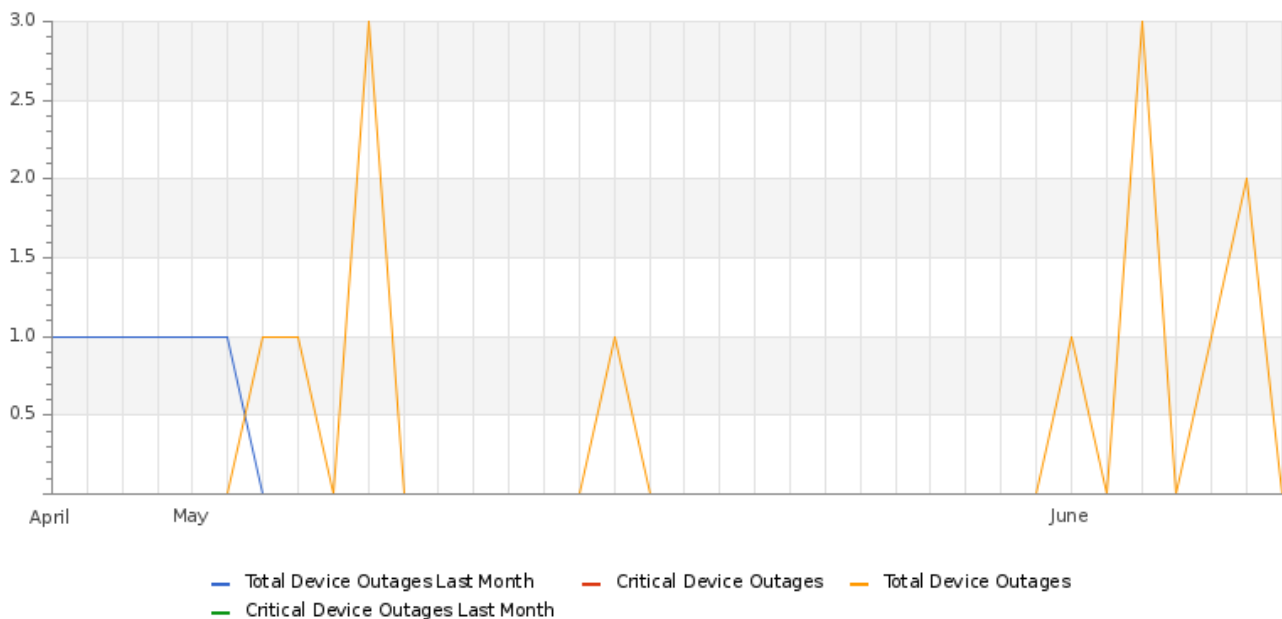 3.0
2.5
2.0
1.5
1.0
0.5
April May June
Total Device Outages Last Month Critical Device Outages Total Device Outages
Critical Device Outages Last Month